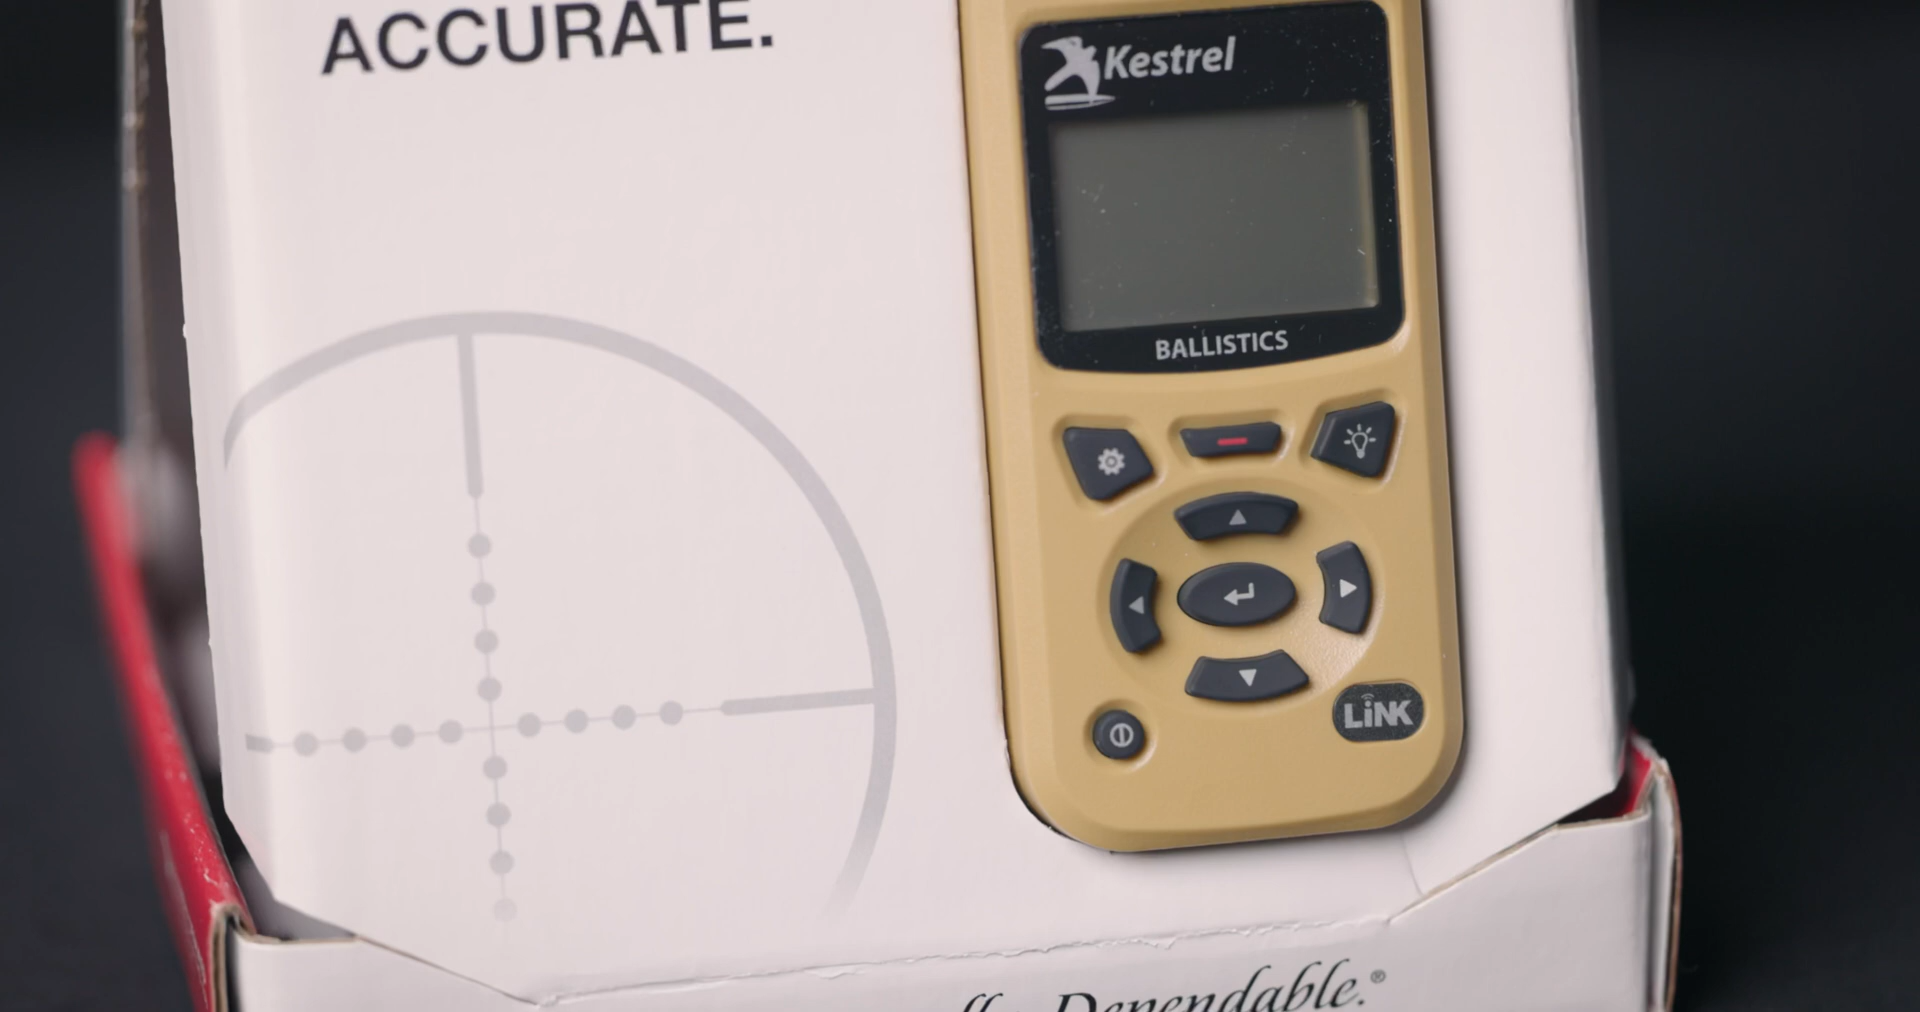 ACCURATE.
Kestrel
BALLISTICS
LiNK
Dependable.®